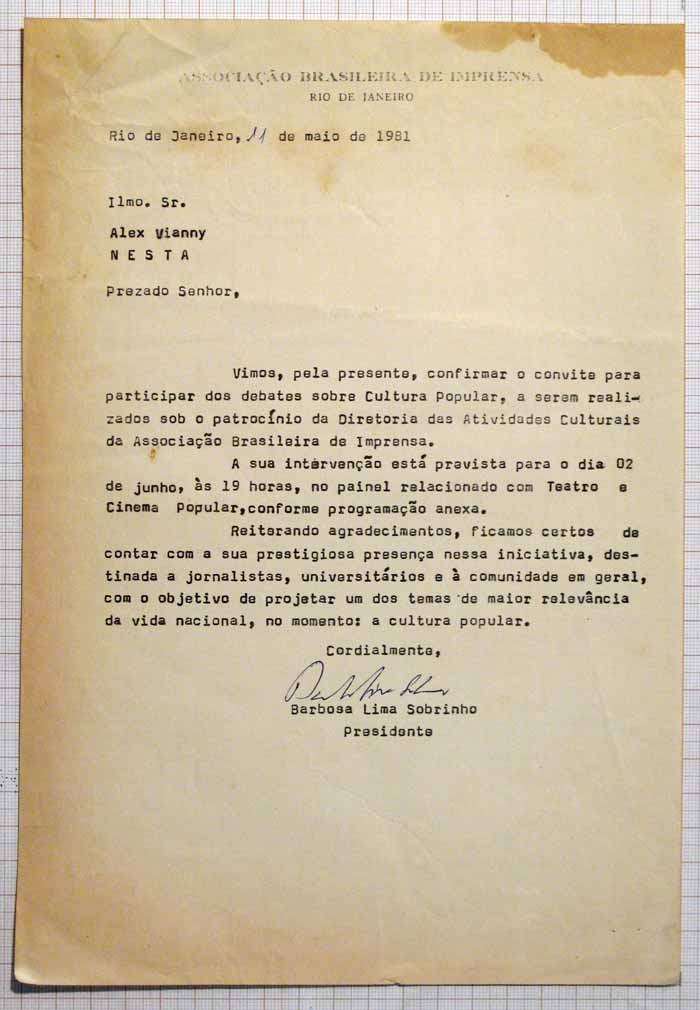 ASSOCIAÇÃO BRASILEIRA DE IMPRENSA
RIO DE JANEIRO
Rio de Janeiro, 11 de maio de 1981
Ilmo. Sr.
Alex Vianny
N E S T A
Prezado Senhor,
Vimos, pela presente, confirmar o convite para
participar dos debates sobre Cultura Popular, a serem reali-
zados sob o patrocínio da Diretoria das Atividades Culturais
da Associação Brasileira de Imprensa.
A sua intervenção está prevista para o dia 02
de junho, às 19 horas, no painel relacionado com Teatro e
Cinema Popular,conforme programação anexa.
Reiterando agradecimentos, ficamos certos de
contar com a sua prestigiosa presença nessa iniciativa, des-
tinada a jornalistas, universitários e à comunidade em geral,
com o objetivo de projetar um dos temas de maior relevância
da vida nacional, no momento: a cultura popular.
Cordialmente,
Barbosa Lima Sobrinho
Presidente